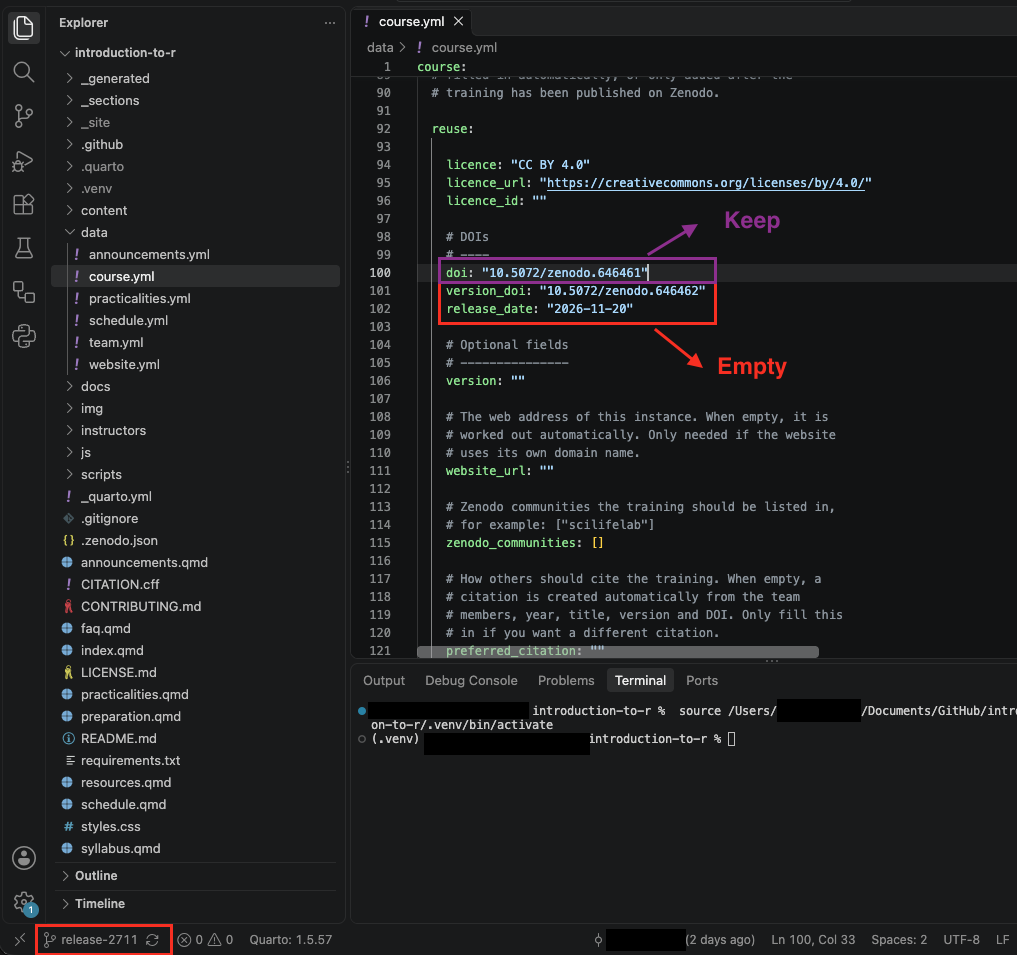 Explorer
introduction-to-r
_generated
_sections
_site
.github
.quarto
.venv
content
data
announcements.yml
course.yml
practicalities.yml
schedule.yml
team.yml
website.yml
docs
img
instructors
js
scripts
_quarto.yml
.gitignore
.zenodo.json
announcements.qmd
CITATION.cff
CONTRIBUTING.md
faq.qmd
index.qmd
LICENSE.md
practicalities.qmd
preparation.qmd
README.md
requirements.txt
resources.qmd
schedule.qmd
styles.css
syllabus.qmd
Outline
Timeline
1
course.yml
data > course.yml
1 course:
90 # training has been published on Zenodo.
91
92 reuse:
93
94 licence: "CC BY 4.0"
95 licence_url: "https://creativecommons.org/licenses/by/4.0/"
96 licence_id: ""
97
98 # DOIs
99 # ----
100 doi: "10.5072/zenodo.646461"
101 version_doi: "10.5072/zenodo.646462"
102 release_date: "2026-11-20"
103
104 # Optional fields
105 # ---------------
106 version: ""
107
108 # The web address of this instance. When empty, it is
109 # worked out automatically. Only needed if the website
110 # uses its own domain name.
111 website_url: ""
112
113 # Zenodo communities the training should be listed in,
114 # for example: ["scilifelab"]
115 zenodo_communities: []
116
117 # How others should cite the training. When empty, a
118 # citation is created automatically from the team
119 # members, year, title, version and DOI. Only fill this
120 # in if you want a different citation.
121 preferred_citation: ""
Keep
Empty
Output Debug Console Problems Terminal Ports
introduction-to-r % source /Users/ /Documents/GitHub/intr
on-to-r/.venv/bin/activate
(.venv) introduction-to-r %
release-2711 0 0 Quarto: 1.5.57 (2 days ago) Ln 100, Col 33 Spaces: 2 UTF-8 LF